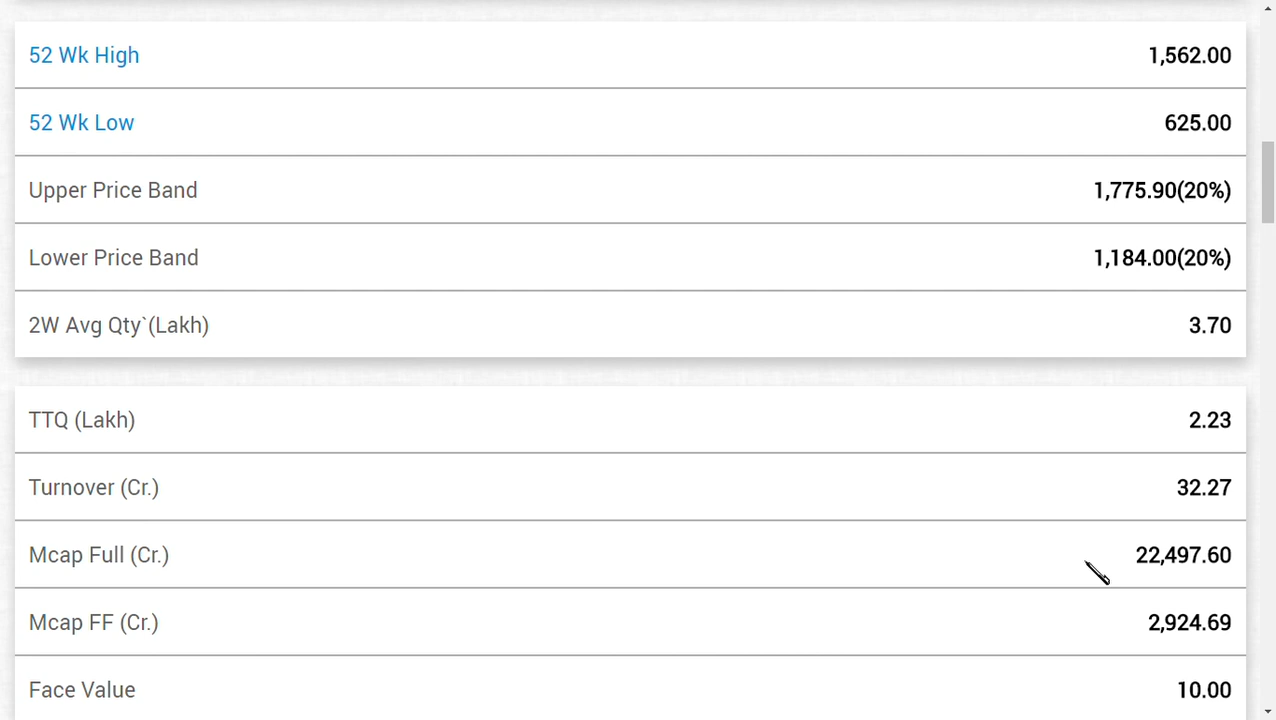 52 Wk High 1,562.00
52 Wk Low 625.00
Upper Price Band 1,775.90(20%)
Lower Price Band 1,184.00(20%)
2W Avg Qty`(Lakh) 3.70
TTQ (Lakh) 2.23
Turnover (Cr.) 32.27
Mcap Full (Cr.) 22,497.60
Mcap FF (Cr.) 2,924.69
Face Value 10.00